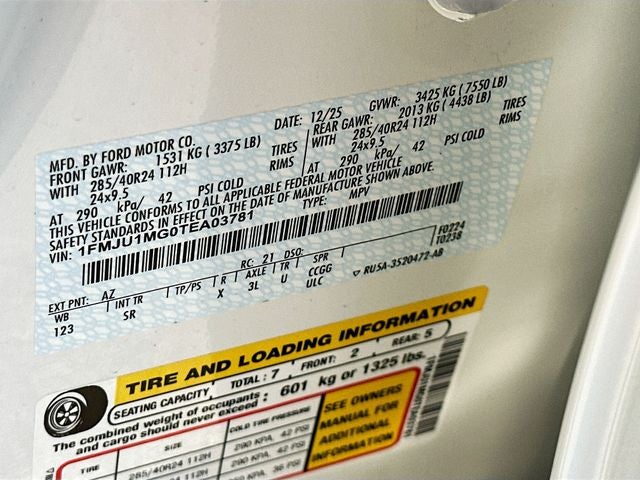 MFD. BY FORD MOTOR CO. DATE: 12/25 GVWR: 3425 KG ( 7550 LB)
FRONT GAWR: 1531 KG ( 3375 LB) REAR GAWR: 2013 KG ( 4438 LB)
WITH 285/40R24 112H TIRES WITH 285/40R24 112H TIRES
24x9.5 RIMS 24x9.5 RIMS
AT 290 kPa/ 42 PSI COLD AT 290 kPa/ 42 PSI COLD
THIS VEHICLE CONFORMS TO ALL APPLICABLE FEDERAL MOTOR VEHICLE
SAFETY STANDARDS IN EFFECT ON THE DATE OF MANUFACTURE SHOWN ABOVE.
VIN: 1FMJU1MG0TEA03781 TYPE: MPV
F0224
T0238
EXT PNT: AZ RC: 21 DSO:
WB INT TR TP/PS R AXLE TR SPR
123 SR X 3L U CCGG
ULC
RU5A-3520472-AB
TIRE AND LOADING INFORMATION
SEATING CAPACITY TOTAL : 7 FRONT: 2 REAR: 5
The combined weight of occupants
and cargo should never exceed : 601 kg or 1325 lbs.
TIRE SIZE COLD TIRE PRESSURE
285/40R24 112H 290 KPA, 42 PSI
290 KPA, 42 PSI
SEE OWNERS
MANUAL FOR
ADDITIONAL
INFORMATION